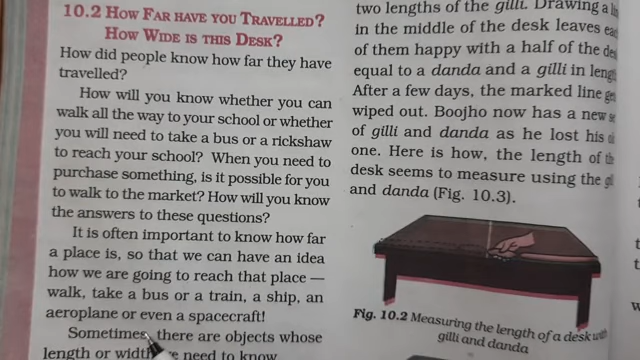 10.2 HOW FAR HAVE YOU TRAVELLED?
HOW WIDE IS THIS DESK?
How did people know how far they have
travelled?
How will you know whether you can
walk all the way to your school or whether
you will need to take a bus or a rickshaw
to reach your school? When you need to
purchase something, is it possible for you
to walk to the market? How will you know
the answers to these questions?
It is often important to know how far
a place is, so that we can have an idea
how we are going to reach that place —
walk, take a bus or a train, a ship, an
aeroplane or even a spacecraft!
Sometimes, there are objects whose
length or width need to know
two lengths of the gilli. Drawing a
in the middle of the desk leaves
of them happy with a half of the
equal to a danda and a gilli in
After a few days, the marked line
wiped out. Boojho now has a new
of gilli and danda as he lost his
one. Here is how, the length of
desk seems to measure using the
and danda (Fig. 10.3).
Fig. 10.2 Measuring the length of a desk with
gilli and danda